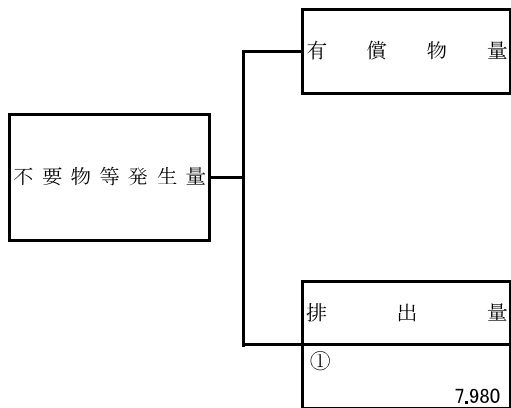 有償物量
不要物等発生量
排出量
①
7.980